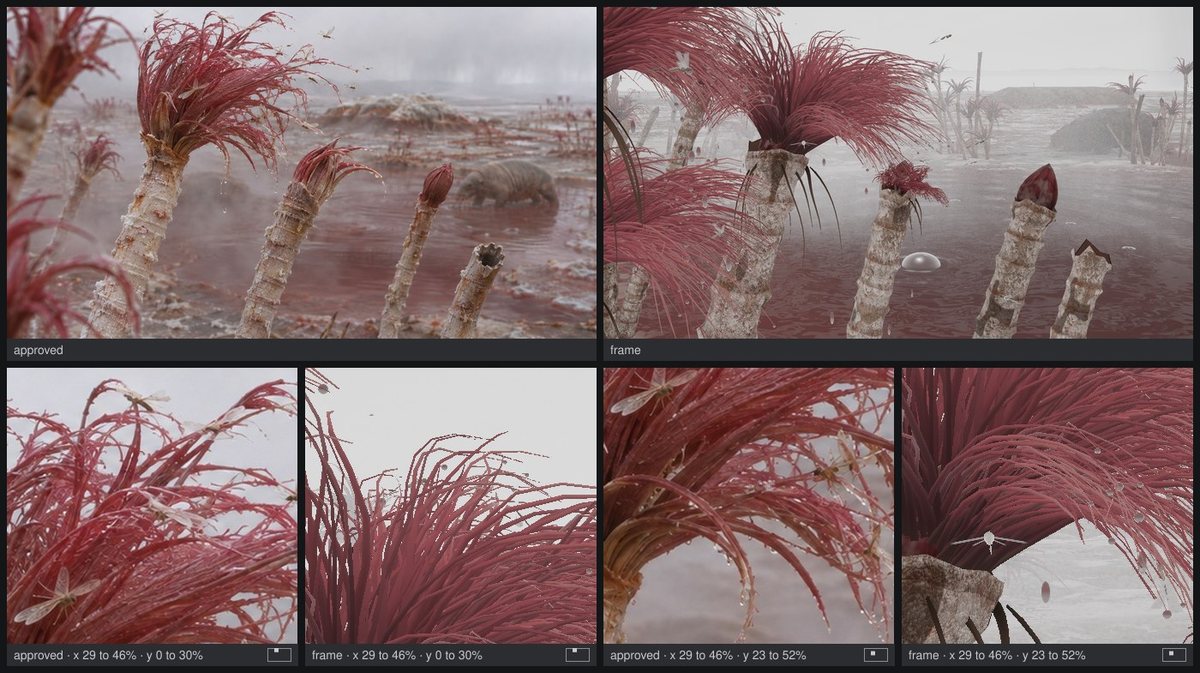 approved
frame
approved · x 29 to 46% · y 0 to 30%
frame · x 29 to 46% · y 0 to 30%
approved · x 29 to 46% · y 23 to 52%
frame · x 29 to 46% · y 23 to 52%